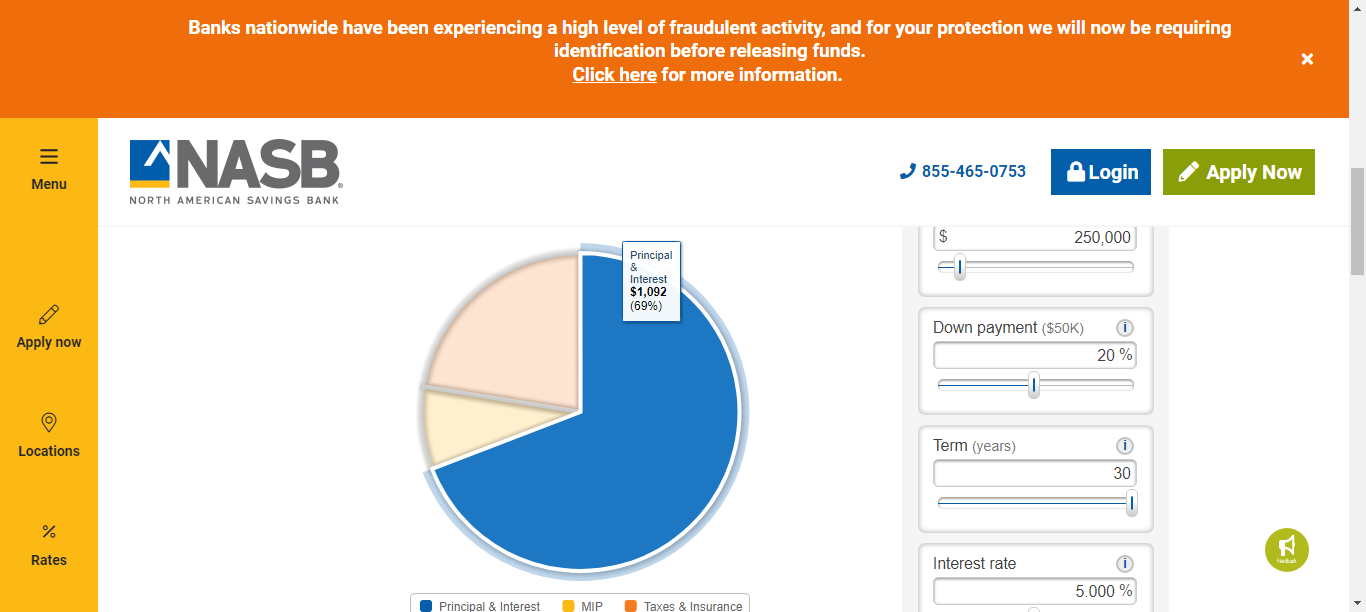 Banks nationwide have been experiencing a high level of fraudulent activity, and for your protection we will now be requiring
identification before releasing funds.
Click here for more information.
Menu
NASB®
NORTH AMERICAN SAVINGS BANK
855-465-0753
Login
Apply Now
Apply now
Locations
Rates
Principal
&
Interest
$1,092
(69%)
$ 250,000
Down payment ($50K) i
20 %
Term (years) i
30
Interest rate i
5.000 %
Feedback
Principal & Interest MIP Taxes & Insurance